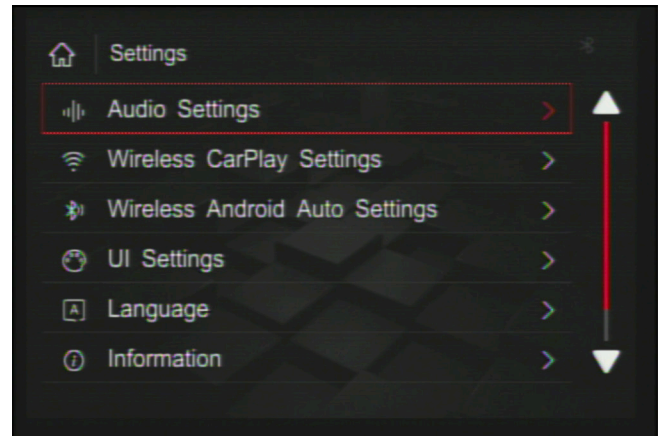 Settings
Audio Settings
Wireless CarPlay Settings
Wireless Android Auto Settings
UI Settings
A Language
Information